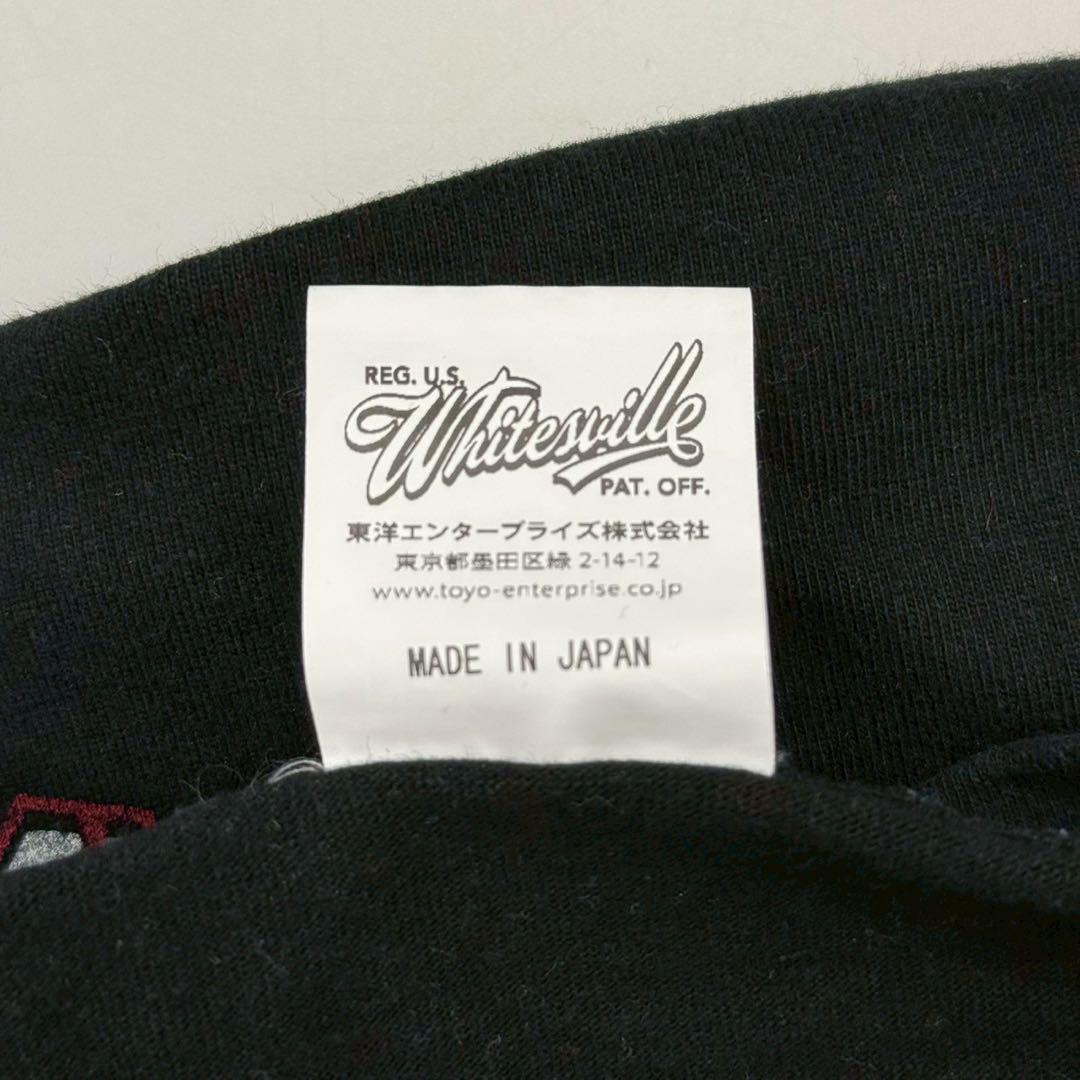 REG. U.S.
Whitesville
PAT. OFF.
東洋エンタープライズ株式会社
東京都墨田区緑 2-14-12
www.toyo-enterprise.co.jp
MADE IN JAPAN